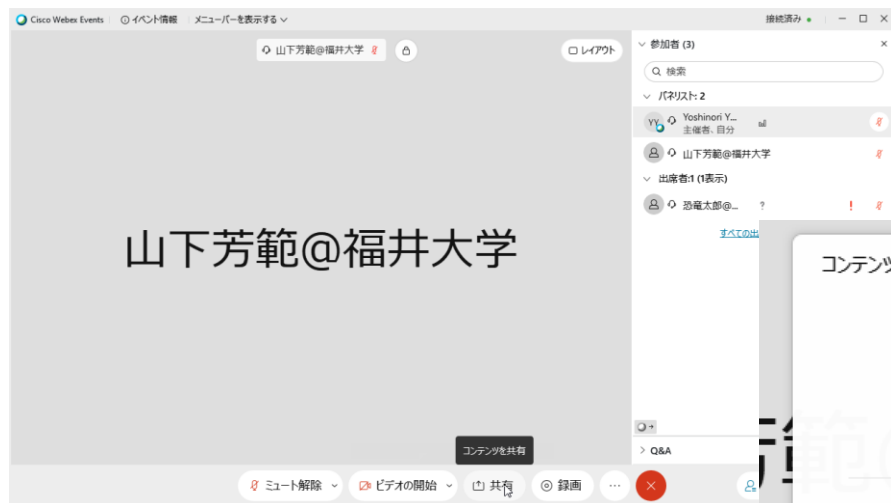 Cisco Webex Events イベント情報 メニューバーを表示する 接続済み
山下芳範@福井大学
レイアウト
参加者 (3)
検索
パネリスト: 2
YY Yoshinori Y...
主催者、自分
山下芳範@福井大学
出席者:1 (1表示)
恐竜太郎@... ?
すべての出
コンテンツ
山下芳範@福井大学
コンテンツを共有
Q&A
ミュート解除 ビデオの開始 共有 録画 ...
範@